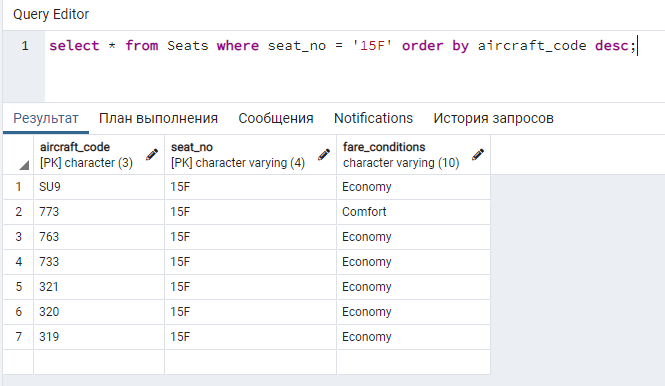 Query Editor
1 select * from Seats where seat_no = '15F' order by aircraft_code desc;
Результат План выполнения Сообщения Notifications История запросов
aircraft_code seat_no fare_conditions
[PK] character (3) [PK] character varying (4) character varying (10)
1 SU9 15F Economy
2 773 15F Comfort
3 763 15F Economy
4 733 15F Economy
5 321 15F Economy
6 320 15F Economy
7 319 15F Economy